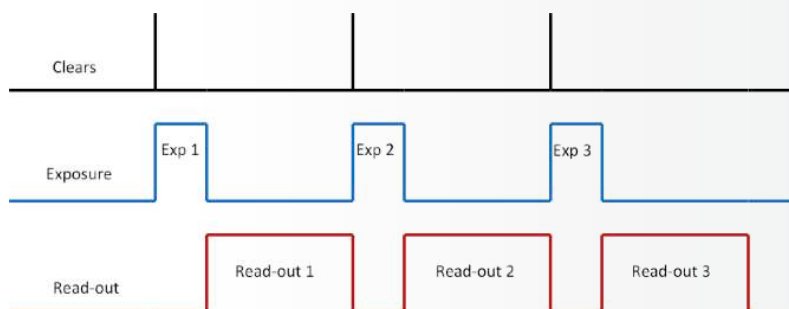 Clears
Exposure
Exp 1
Exp 2
Exp 3
Read-out
Read-out 1
Read-out 2
Read-out 3